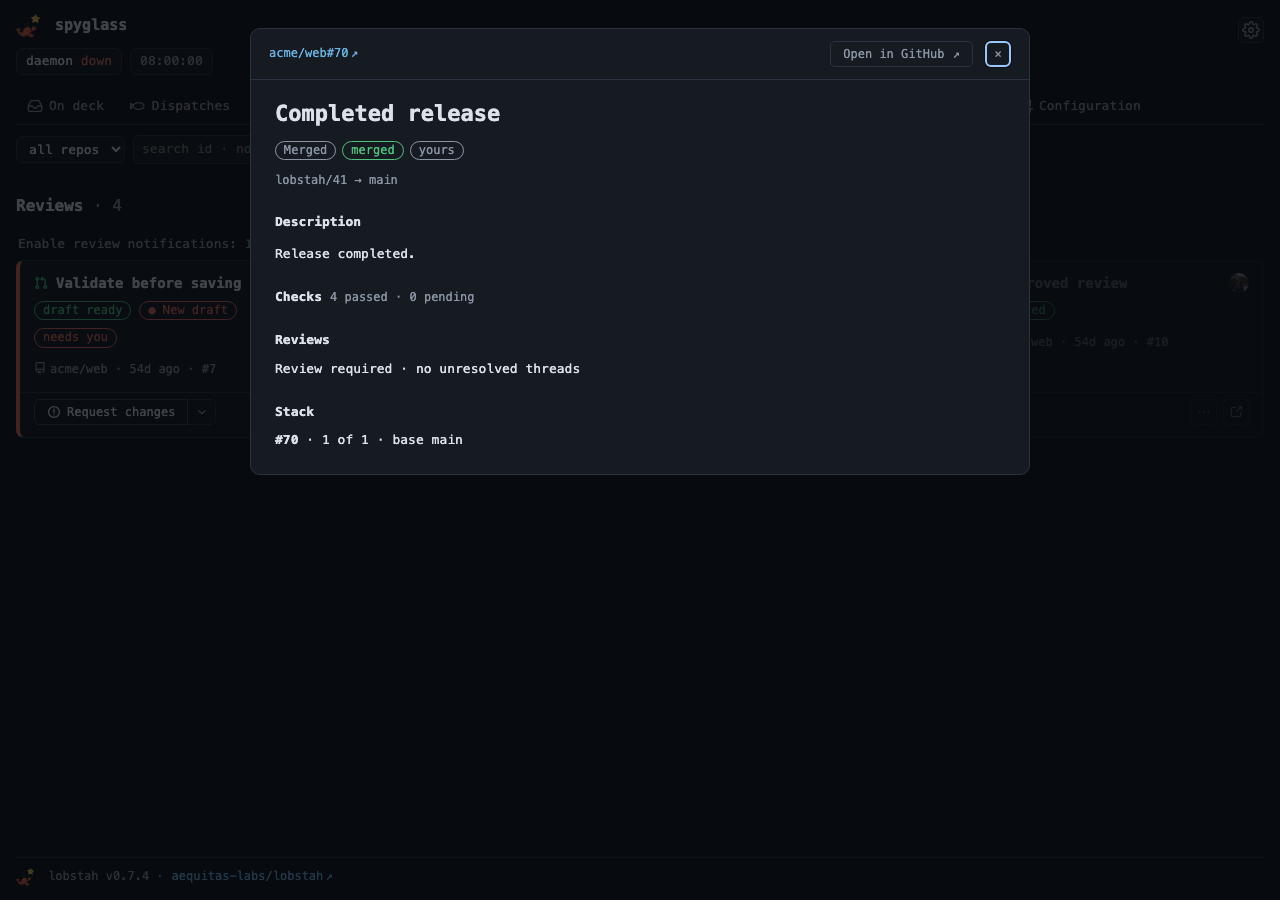 spyglass
daemon down 08:00:00
On deck Dispatches Configuration
all repos search id · no
Reviews · 4
Enable review notifications:
Validate before saving
draft ready ● New draft
needs you
acme/web · 54d ago · #7
Request changes
acme/web#70↗ Open in GitHub ↗ ×
Completed release
Merged merged yours
lobstah/41 → main
Description
Release completed.
Checks 4 passed · 0 pending
Reviews
Review required · no unresolved threads
Stack
#70 · 1 of 1 · base main
roved review
ed
web · 54d ago · #10
lobstah v0.7.4 · aequitas-labs/lobstah↗